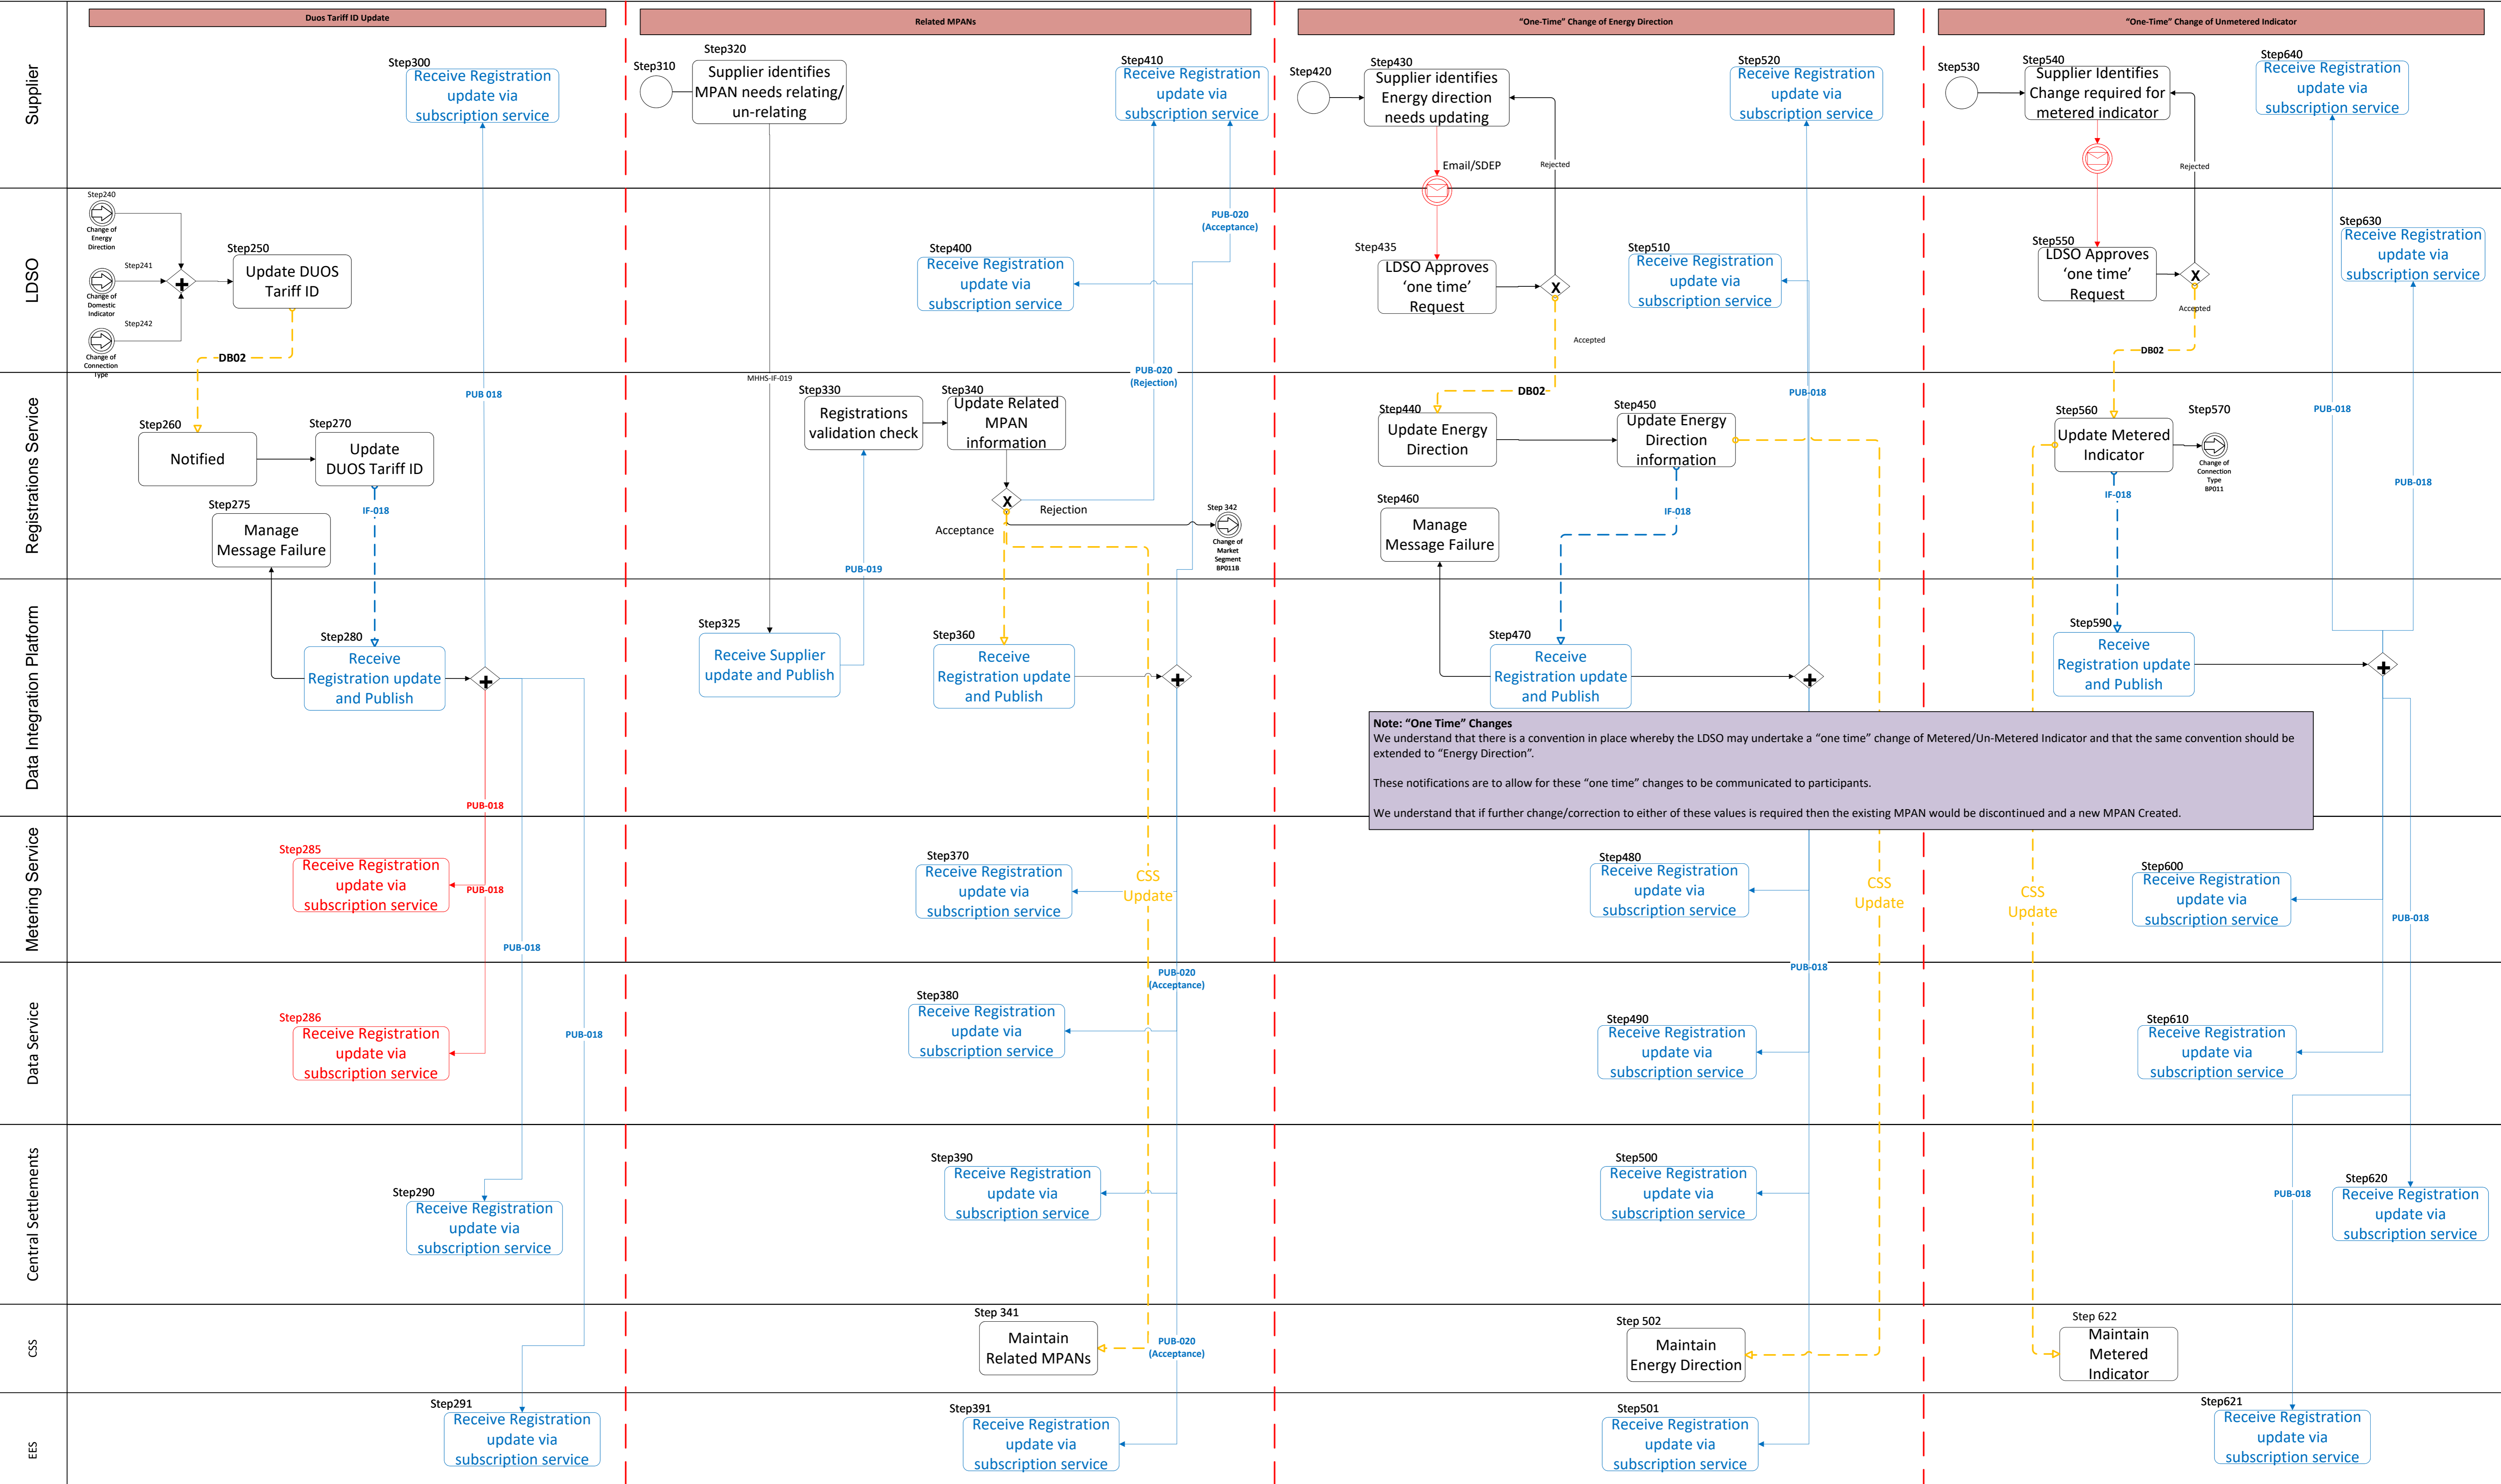 Duos Tariff ID Update
Related MPANs
“One-Time” Change of Energy Direction
“One-Time” Change of Unmetered Indicator
Supplier
Step300
Receive Registration
update via
subscription service
Step310
Step320
Supplier identifies
MPAN needs relating/
un-relating
Step410
Receive Registration
update via
subscription service
Step420
Step430
Supplier identifies
Energy direction
needs updating
Email/SDEP
Rejected
Step520
Receive Registration
update via
subscription service
Step530
Step540
Supplier Identifies
Change required for
metered indicator
Rejected
Step640
Receive Registration
update via
subscription service
LDSO
Step240
Change of
Energy
Direction
Step241
Change of
Domestic
Indicator
Step242
Change of
Connection
Type
Step250
Update DUOS
Tariff ID
DB02
Step400
Receive Registration
update via
subscription service
PUB-020
(Acceptance)
PUB-020
(Rejection)
Step435
LDSO Approves
‘one time’
Request
X
Accepted
Step510
Receive Registration
update via
subscription service
Step550
LDSO Approves
‘one time’
Request
X
Accepted
DB02
Step630
Receive Registration
update via
subscription service
Registrations Service
Step260
Notified
Step270
Update
DUOS Tariff ID
IF-018
Step275
Manage
Message Failure
PUB 018
MHHS-IF-019
Step330
Registrations
validation check
Step340
Update Related
MPAN
information
X
Rejection
Acceptance
Step 342
Change of
Market
Segment
BP011B
PUB-019
DB02
Step440
Update Energy
Direction
Step450
Update Energy
Direction
information
IF-018
Step460
Manage
Message Failure
PUB-018
Step560
Update Metered
Indicator
IF-018
Step570
Change of
Connection
Type
BP011
PUB-018
PUB-018
Data Integration Platform
Step280
Receive
Registration update
and Publish
PUB-018
Step325
Receive Supplier
update and Publish
Step360
Receive
Registration update
and Publish
Step470
Receive
Registration update
and Publish
Step590
Receive
Registration update
and Publish
Note: “One Time” Changes
We understand that there is a convention in place whereby the LDSO may undertake a “one time” change of Metered/Un-Metered Indicator and that the same convention should be
extended to “Energy Direction”.
These notifications are to allow for these “one time” changes to be communicated to participants.
We understand that if further change/correction to either of these values is required then the existing MPAN would be discontinued and a new MPAN Created.
Metering Service
Step285
Receive Registration
update via
subscription service
PUB-018
PUB-018
Step370
Receive Registration
update via
subscription service
CSS
Update
Step480
Receive Registration
update via
subscription service
CSS
Update
CSS
Update
Step600
Receive Registration
update via
subscription service
PUB-018
Data Service
Step286
Receive Registration
update via
subscription service
PUB-018
PUB-020
(Acceptance)
Step380
Receive Registration
update via
subscription service
PUB-018
Step490
Receive Registration
update via
subscription service
Step610
Receive Registration
update via
subscription service
Central Settlements
Step290
Receive Registration
update via
subscription service
Step390
Receive Registration
update via
subscription service
Step500
Receive Registration
update via
subscription service
PUB-018
Step620
Receive Registration
update via
subscription service
CSS
Step 341
Maintain
Related MPANs
PUB-020
(Acceptance)
Step 502
Maintain
Energy Direction
Step 622
Maintain
Metered
Indicator
EES
Step291
Receive Registration
update via
subscription service
Step391
Receive Registration
update via
subscription service
Step501
Receive Registration
update via
subscription service
Step621
Receive Registration
update via
subscription service